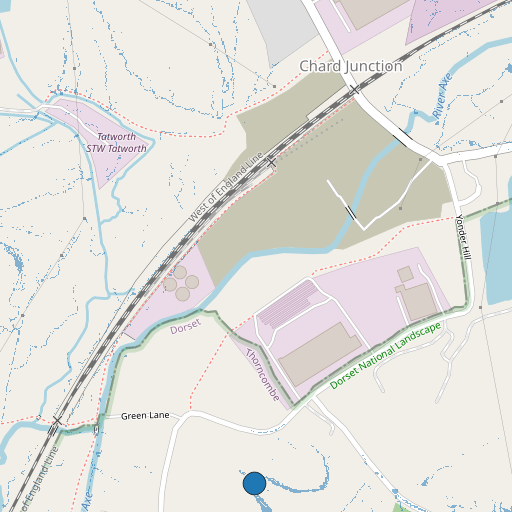 Chard Junction
River Axe
Tatworth
STW Tatworth
West of England Line
Yonder Hill
Dorset
Thorncombe
Dorset National Landscape
Green Lane
of England Line
Axe